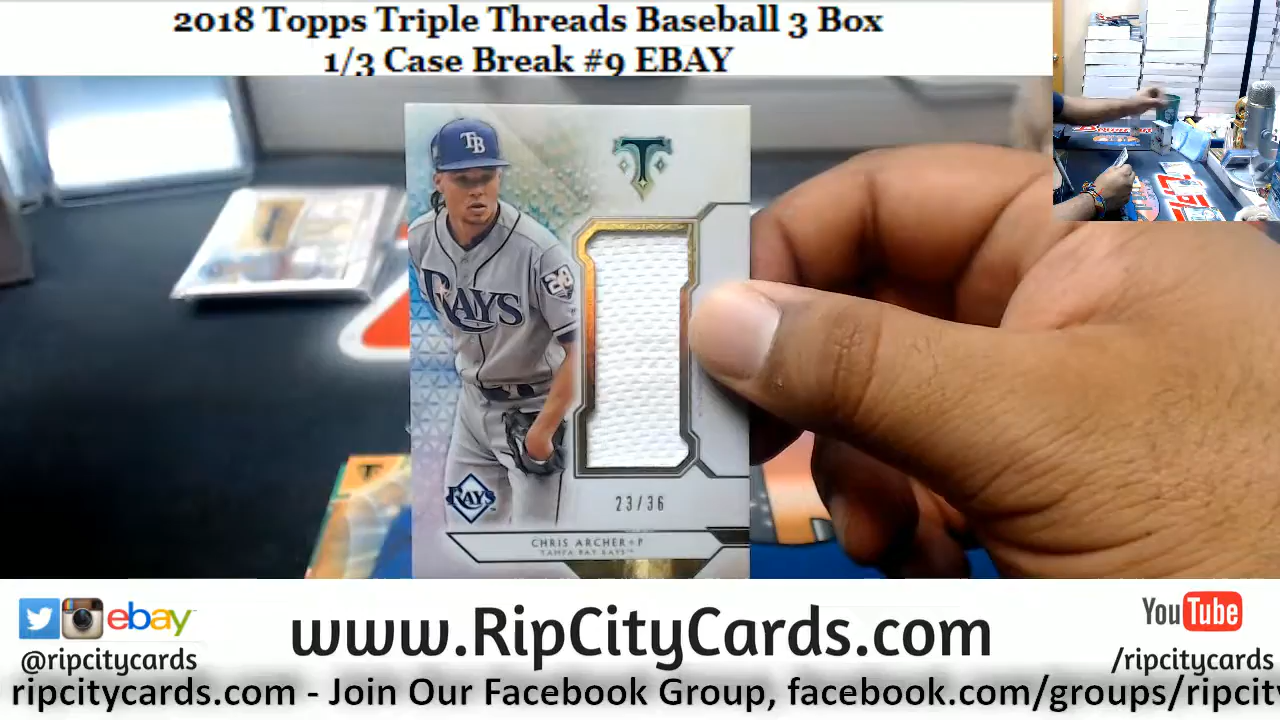 2018 Topps Triple Threads Baseball 3 Box
1/3 Case Break #9 EBAY
TB
T
RAYS
20
RAYS
23/36
CHRIS ARCHER • P
TAMPA BAY RAYS™
ebay
@ripcitycards
www.RipCityCards.com
YouTube
/ripcitycards
ripcitycards.com - Join Our Facebook Group, facebook.com/groups/ripcity